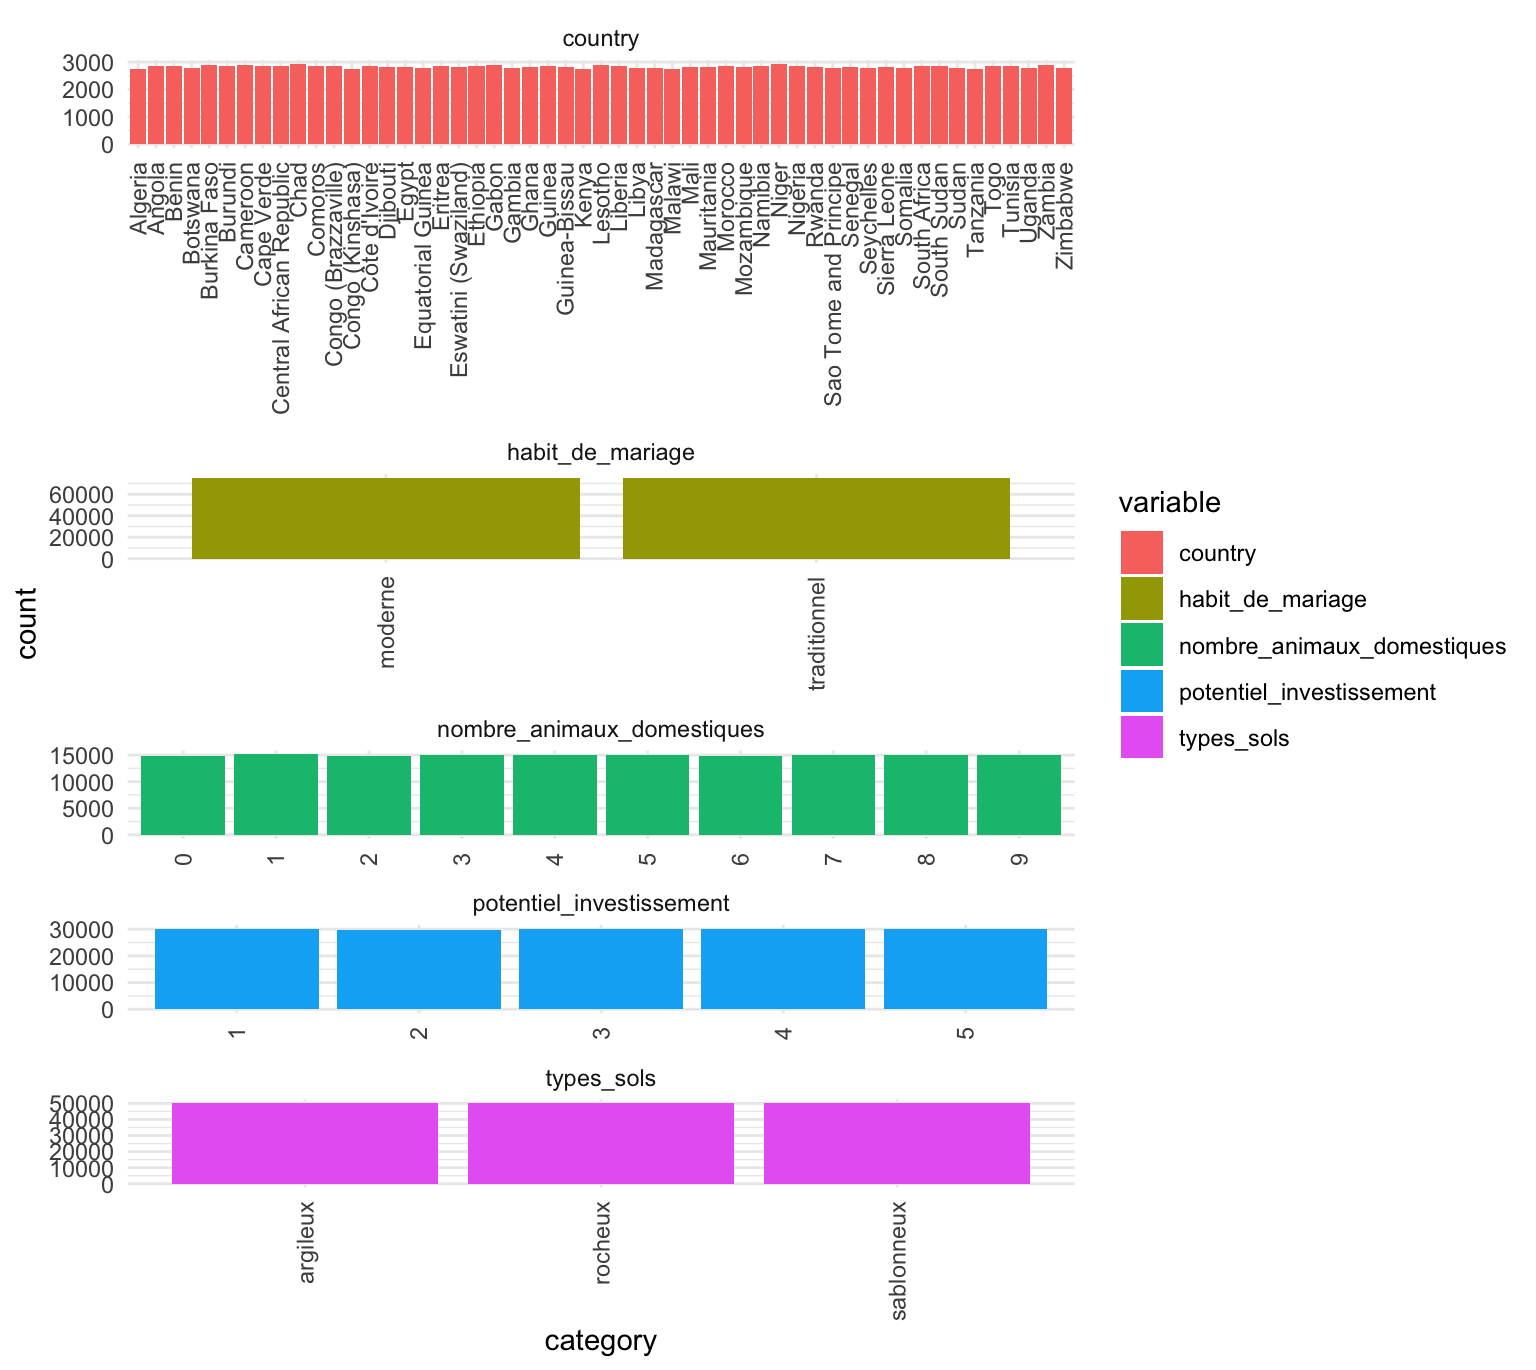 country
3000
2000
1000
0
Algeria
Angola
Benin
Botswana
Burkina Faso
Burundi
Cameroon
Cape Verde
Central African Republic
Chad
Comoros
Congo (Brazzaville)
Congo (Kinshasa)
Côte d'Ivoire
Djibouti
Egypt
Equatorial Guinea
Eritrea
Eswatini (Swaziland)
Ethiopia
Gabon
Gambia
Ghana
Guinea
Guinea-Bissau
Kenya
Lesotho
Liberia
Libya
Madagascar
Malawi
Mali
Mauritania
Morocco
Mozambique
Namibia
Niger
Nigeria
Rwanda
Sao Tome and Principe
Senegal
Seychelles
Sierra Leone
Somalia
South Africa
South Sudan
Sudan
Tanzania
Togo
Tunisia
Uganda
Zambia
Zimbabwe
habit_de_mariage
60000
40000
20000
0
moderne
traditionnel
nombre_animaux_domestiques
15000
10000
5000
0
0
1
2
3
4
5
6
7
8
9
potentiel_investissement
30000
20000
10000
0
1
2
3
4
5
types_sols
50000
40000
30000
20000
10000
0
argileux
rocheux
sablonneux
category
count
variable
country
habit_de_mariage
nombre_animaux_domestiques
potentiel_investissement
types_sols